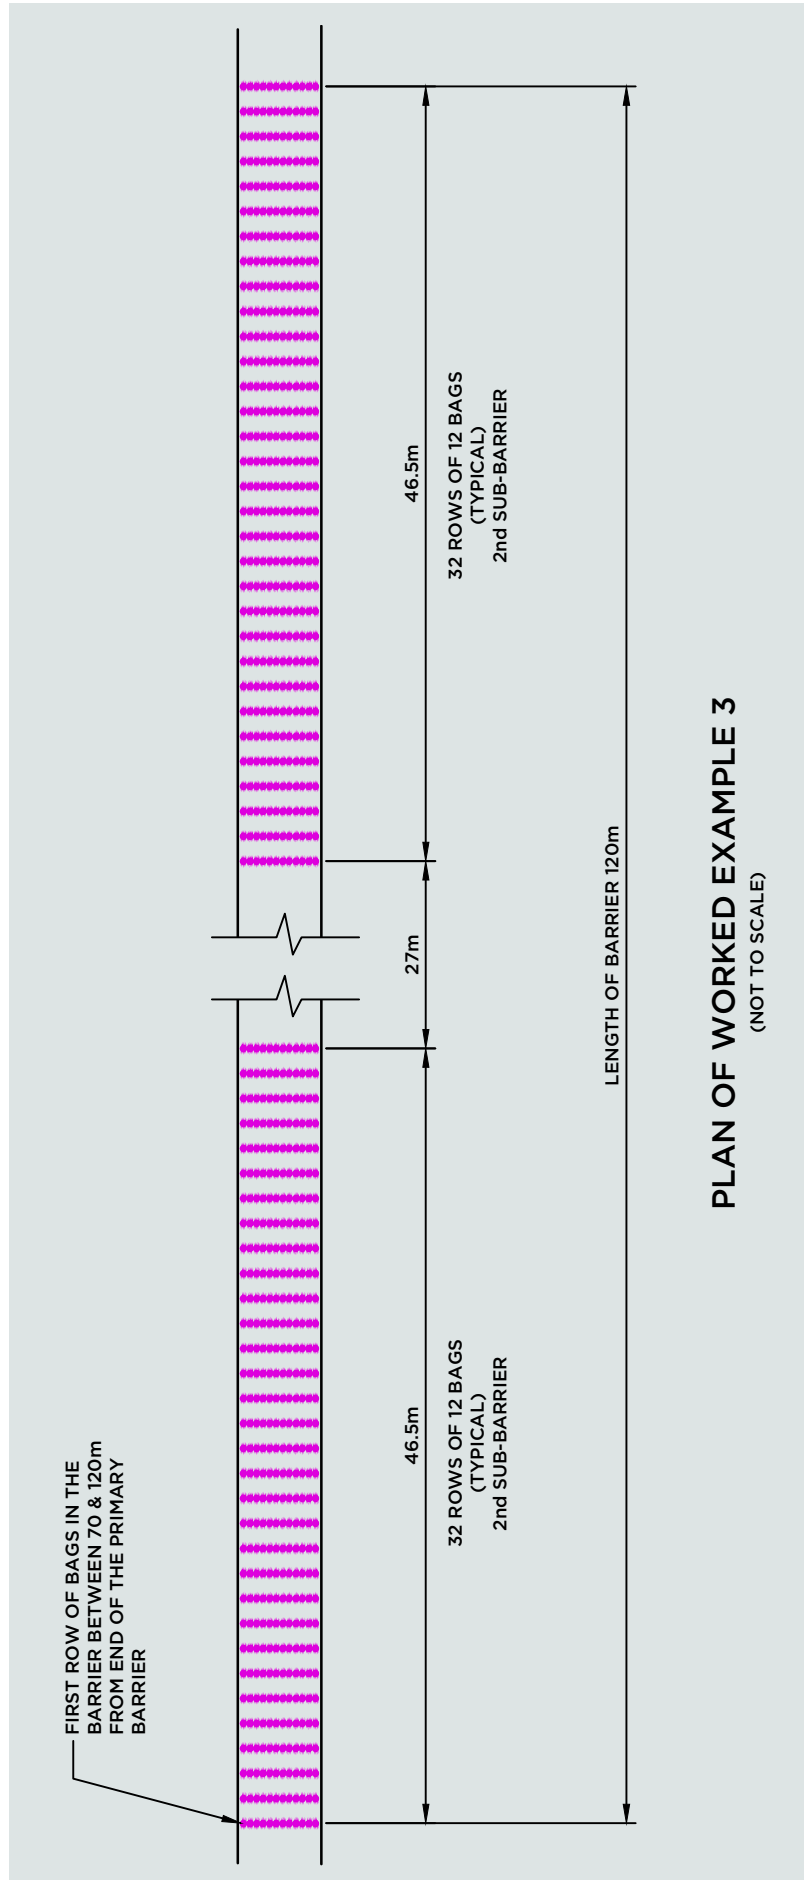 FIRST ROW OF BAGS IN THE
BARRIER BETWEEN 70 & 120m
FROM END OF THE PRIMARY
BARRIER
46.5m
32 ROWS OF 12 BAGS
(TYPICAL)
2nd SUB-BARRIER
27m
46.5m
32 ROWS OF 12 BAGS
(TYPICAL)
2nd SUB-BARRIER
LENGTH OF BARRIER 120m
PLAN OF WORKED EXAMPLE 3
(NOT TO SCALE)